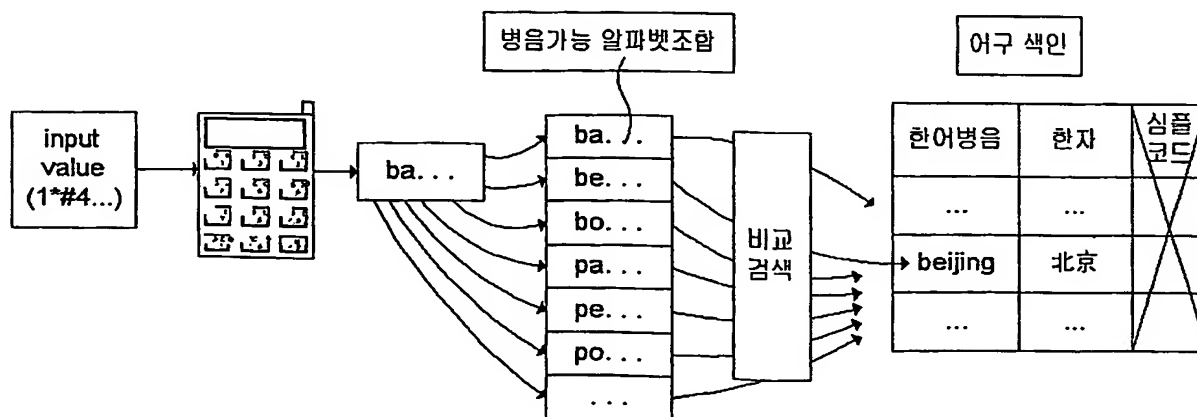 병음가능 알파벳조합
어구 색인
input
value
(1*#4...)
ba...
ba...
be...
bo...
pa...
pe...
po...
...
비교
검색
한어병음 한자 심플
코드
... ...
beijing 北京
... ...